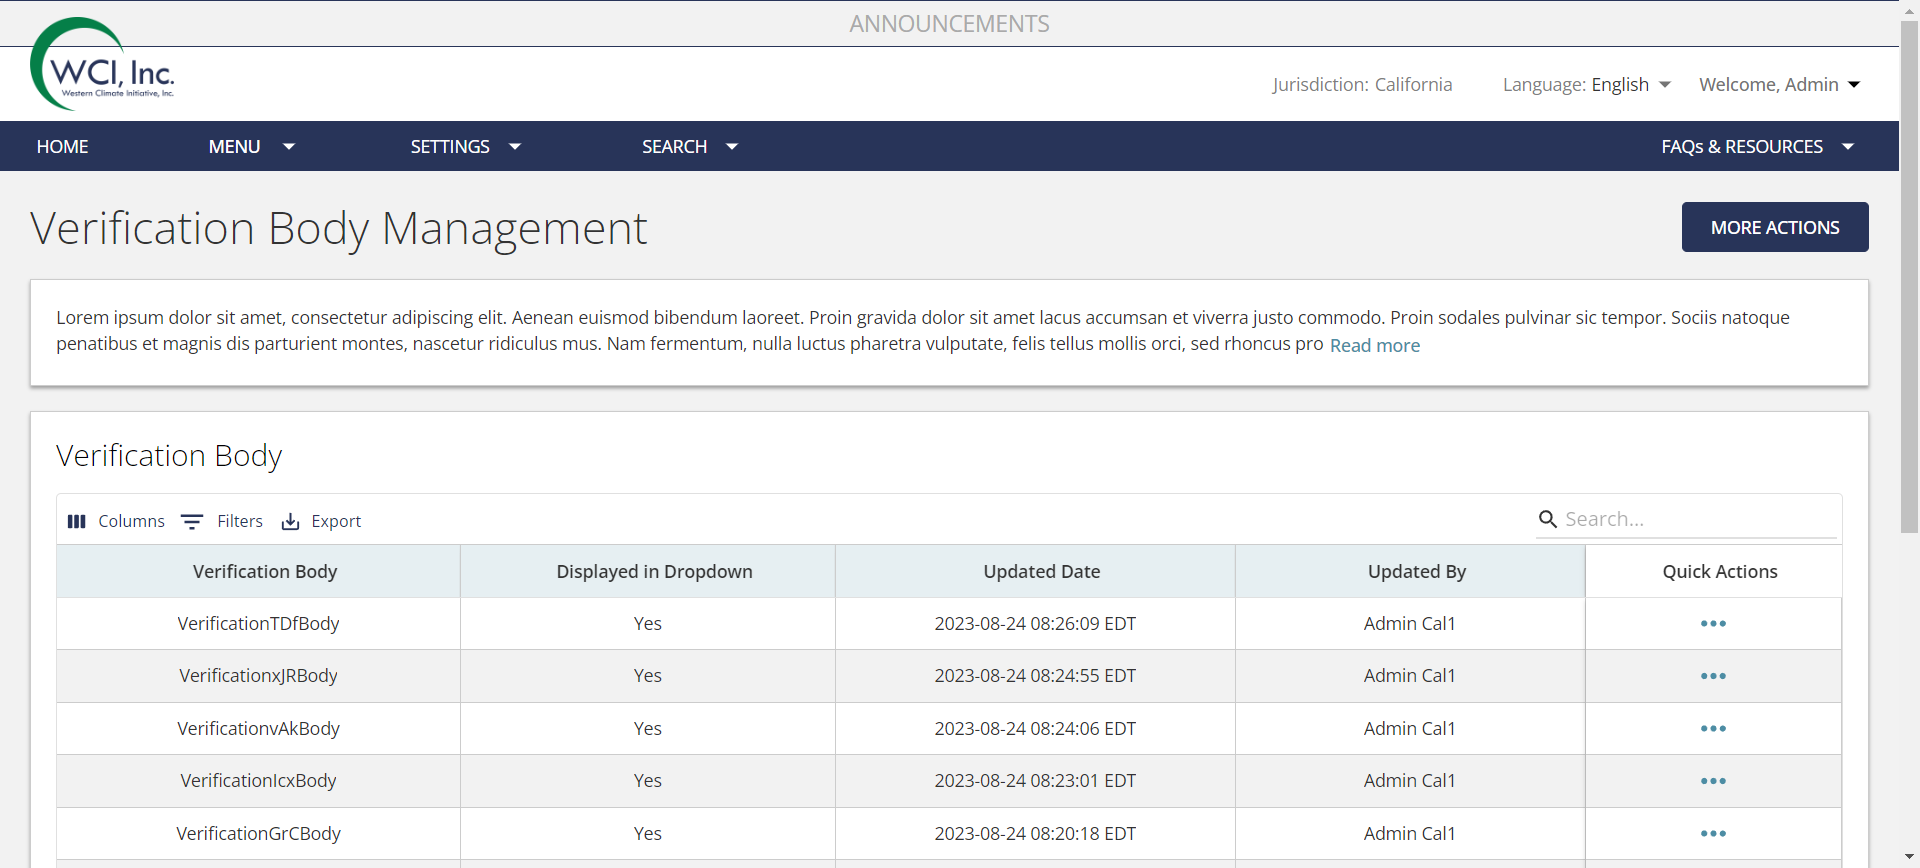 ANNOUNCEMENTS
WCI, Inc.
Western Climate Initiative, Inc.
Jurisdiction: California
Language: English
Welcome, Admin
HOME
MENU
SETTINGS
SEARCH
FAQs & RESOURCES
Verification Body Management
MORE ACTIONS
Lorem ipsum dolor sit amet, consectetur adipiscing elit. Aenean euismod bibendum laoreet. Proin gravida dolor sit amet lacus accumsan et viverra justo commodo. Proin sodales pulvinar sic tempor. Sociis natoque
penatibus et magnis dis parturient montes, nascetur ridiculus mus. Nam fermentum, nulla luctus pharetra vulputate, felis tellus mollis orci, sed rhoncus pro Read more
Verification Body
Columns
Filters
Export
Search...
Verification Body Displayed in Dropdown Updated Date Updated By Quick Actions
VerificationTDfBody Yes 2023-08-24 08:26:09 EDT Admin Cal1
VerificationxJRBody Yes 2023-08-24 08:24:55 EDT Admin Cal1
VerificationvAkBody Yes 2023-08-24 08:24:06 EDT Admin Cal1
VerificationIcxBody Yes 2023-08-24 08:23:01 EDT Admin Cal1
VerificationGrCBody Yes 2023-08-24 08:20:18 EDT Admin Cal1